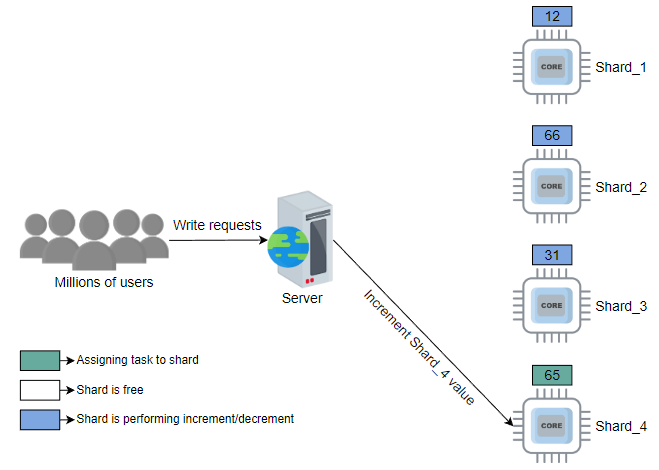 12
CORE
Shard_1
66
CORE
Shard_2
Write requests
Millions of users
Server
31
CORE
Shard_3
Increment Shard_4 value
65
CORE
Shard_4
Assigning task to shard
Shard is free
Shard is performing increment/decrement